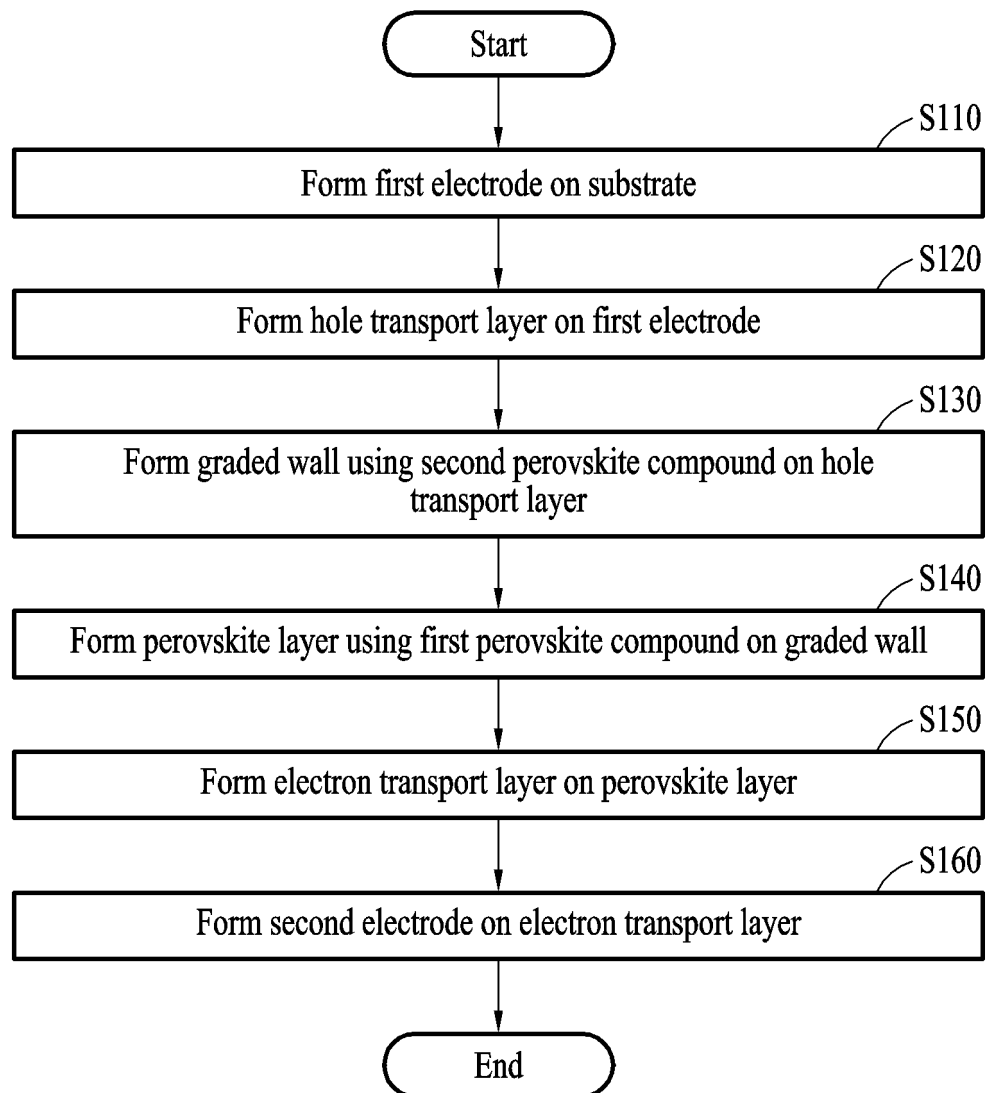 Start
S110
Form first electrode on substrate
S120
Form hole transport layer on first electrode
S130
Form graded wall using second perovskite compound on hole
transport layer
S140
Form perovskite layer using first perovskite compound on graded wall
S150
Form electron transport layer on perovskite layer
S160
Form second electrode on electron transport layer
End